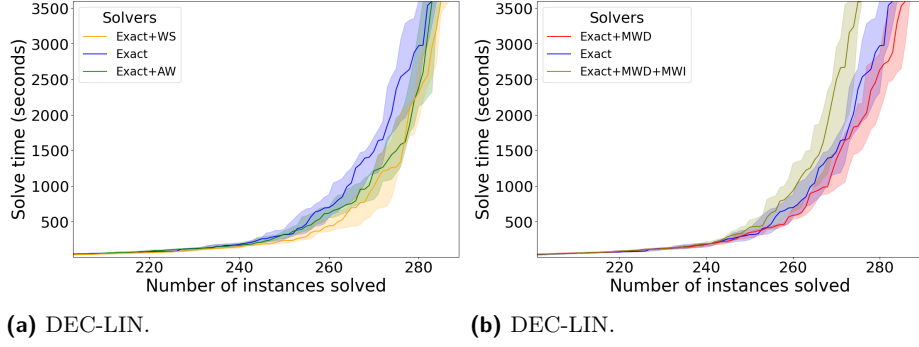 3500
3000
2500
2000
1500
1000
500
Solve time (seconds)
Solvers
Exact+WS
Exact
Exact+AW
220
240
260
280
Number of instances solved
(a) DEC-LIN.
3500
3000
2500
2000
1500
1000
500
Solve time (seconds)
Solvers
Exact+MWD
Exact
Exact+MWD+MWI
220
240
260
280
Number of instances solved
(b) DEC-LIN.